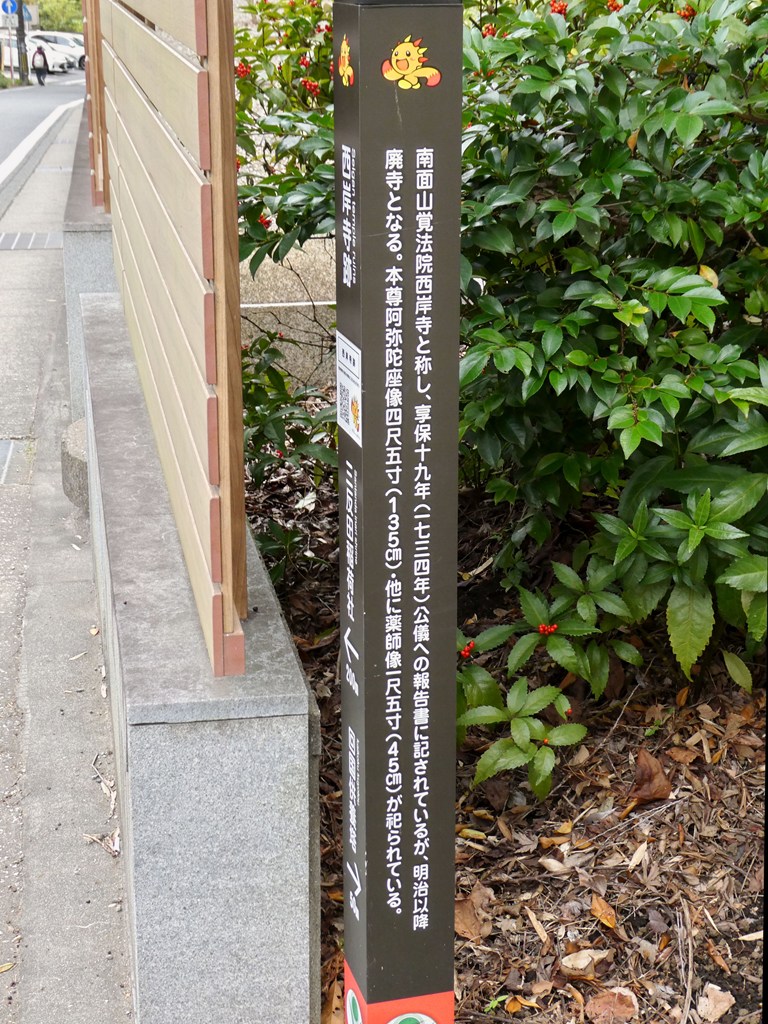 南面山覚法院西岸寺と称し、享保十九年（一七三四年）公儀への報告書に記されているが、明治以降
廃寺となる。本尊阿弥陀座像四尺五寸（135㎝）・他に薬師像一尺五寸（45㎝）が祀られている。
Saigan temple ruins
西岸寺跡
200m